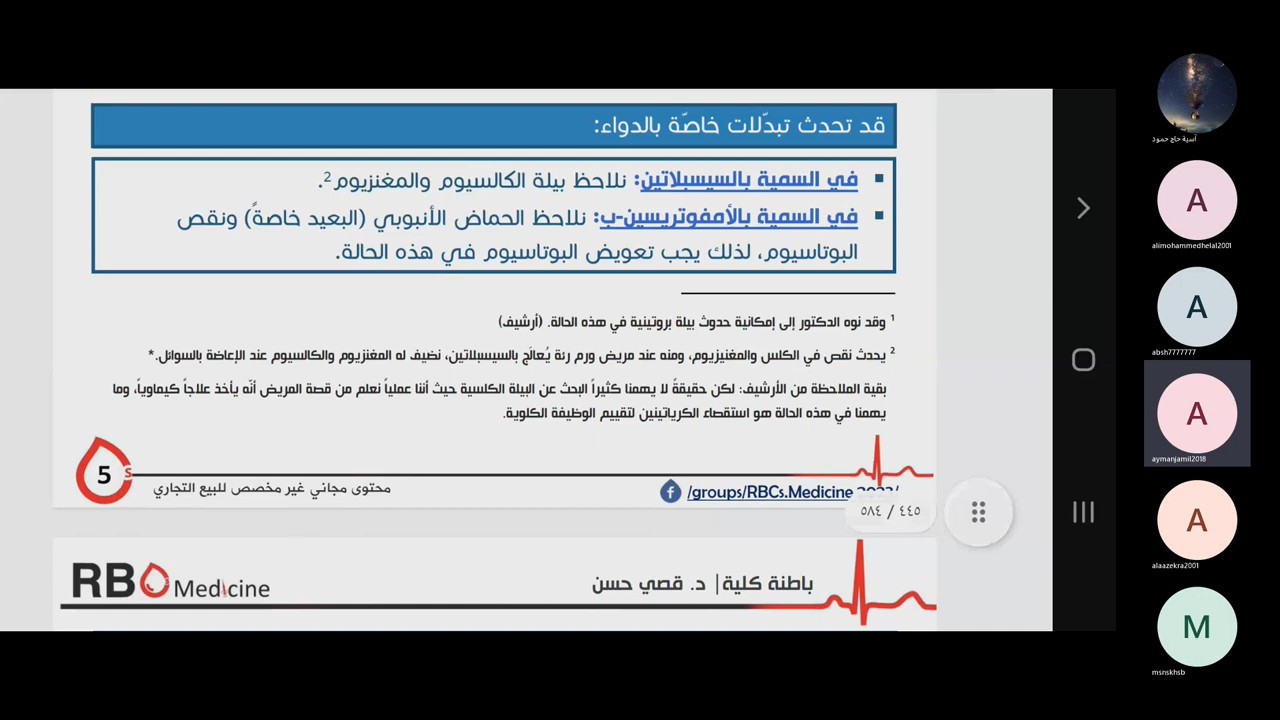 قد تحدث تبدّلات خاصّة بالدواء:
▪ في السمية بالسيسبلاتين: نلاحظ بيلة الكالسيوم والمغنزيوم2.
▪ في السمية بالأمفوتريسين-ب: نلاحظ الحماض الأنبوبي (البعيد خاصةً) ونقص
البوتاسيوم، لذلك يجب تعويض البوتاسيوم في هذه الحالة.
1 وقد نوه الدكتور إلى إمكانية حدوث بيلة بروتينية في هذه الحالة. (أرشيف)
2 يحدث نقص في الكلس والمغنيزيوم، ومنه عند مريض ورم رئة يُعالَج بالسيسبلاتين، نضيف له المغنزيوم والكالسيوم عند الإعاضة بالسوائل.*
بقية الملاحظة من الأرشيف: لكن حقيقةً لا يهمنا كثيراً البحث عن البيلة الكلسية حيث أننا عملياً نعلم من قصة المريض أنّه يأخذ علاجاً كيماوياً، وما
يهمنا في هذه الحالة هو استقصاء الكرياتينين لتقييم الوظيفة الكلوية.
5
محتوى مجاني غير مخصص للبيع التجاري
/groups/RBCs.Medicine
٤٤٥ / ٥٨٤
RB Medicine
باطنة كلية| د. قصي حسن
آسية حاج حمود
A
alimohammedhelal2001
A
absh7777777
A
aymanjamil2018
A
alaazekra2001
M
msnskhsb